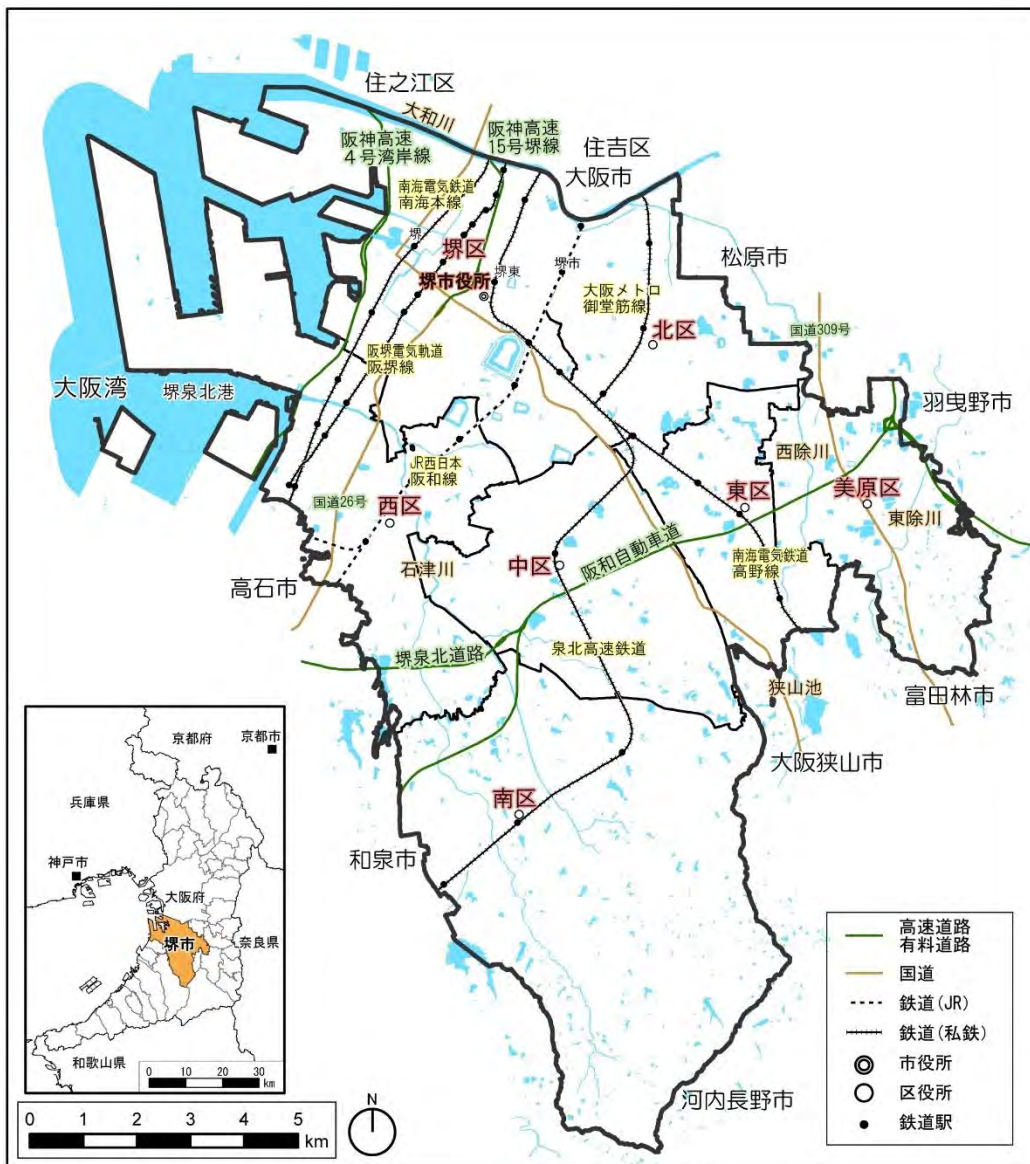 住之江区
大和川
阪神高速
4号湾岸線
阪神高速
15号堺線
住吉区
大阪市
南海電気鉄道
南海本線
堺
堺区
堺市役所
堺東
堺市
松原市
大阪メトロ
御堂筋線
北区
国道309号
阪堺電気軌道
阪堺線
大阪湾
堺泉北港
羽曳野市
JR西日本
阪和線
西除川
国道26号
西区
東区
美原区
東除川
石津川
中区
阪和自動車道
南海電気鉄道
高野線
高石市
堺泉北道路
泉北高速鉄道
狭山池
富田林市
大阪狭山市
南区
和泉市
河内長野市
京都府
京都市
兵庫県
神戸市
大阪府
堺市
奈良県
和歌山県
0 10 20 30
km
0 1 2 3 4 5
km
N
高速道路
有料道路
国道
鉄道(JR)
鉄道(私鉄)
市役所
区役所
鉄道駅